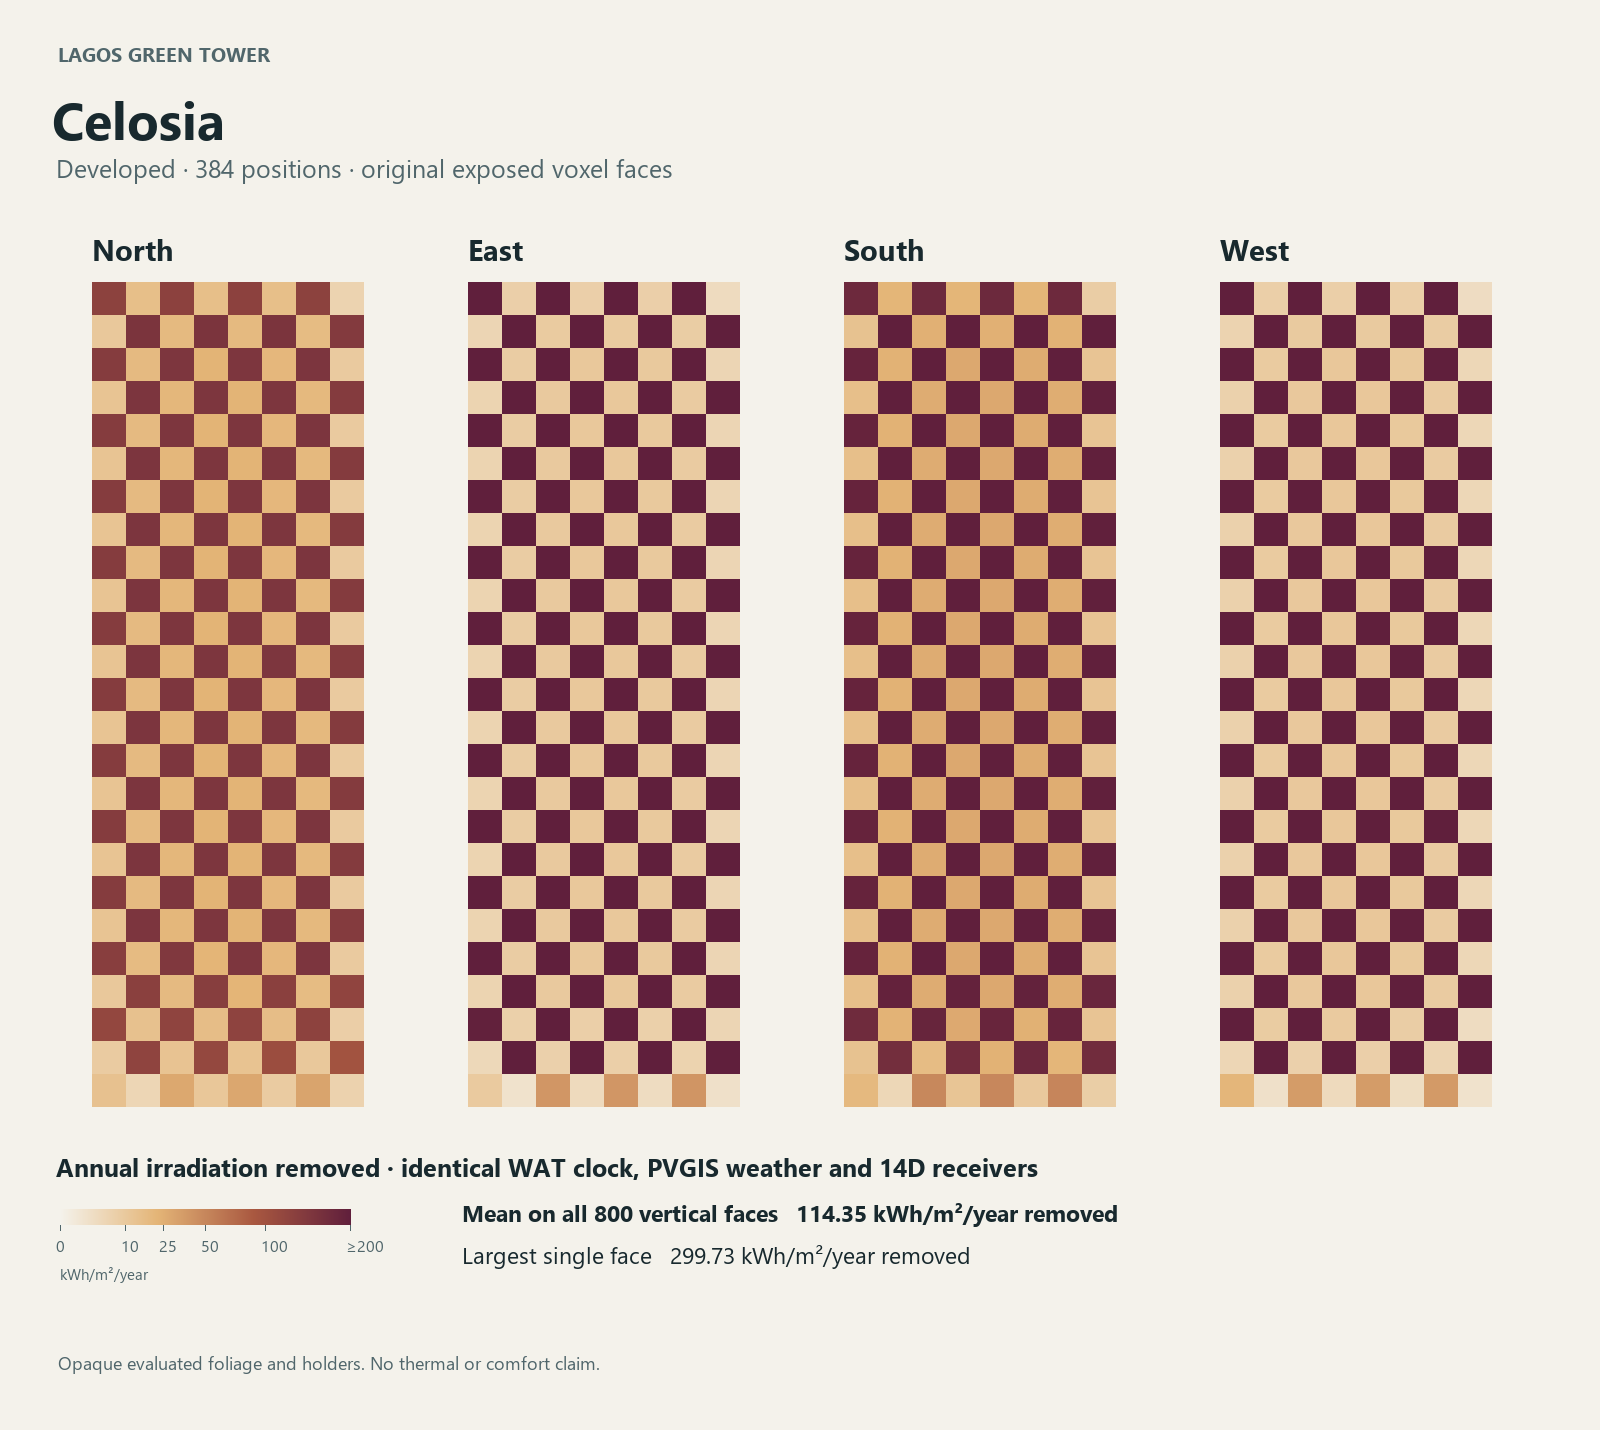 LAGOS GREEN TOWER
Celosia
Developed · 384 positions · original exposed voxel faces
North East South West
Annual irradiation removed · identical WAT clock, PVGIS weather and 14D receivers
Mean on all 800 vertical faces 114.35 kWh/m²/year removed
0 10 25 50 100 ≥200
Largest single face 299.73 kWh/m²/year removed
kWh/m²/year
Opaque evaluated foliage and holders. No thermal or comfort claim.